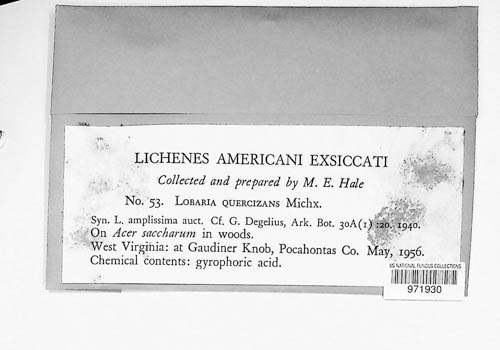 LICHENES AMERICANI EXSICCATI
Collected and prepared by M. E. Hale
No. 53. LOBARIA QUERCIZANS Michx.
Syn. L. amplissima auct. Cf. G. Degelius, Ark. Bot. 30A(1) :20. 1940.
On Acer saccharum in woods.
West Virginia: at Gaudiner Knob, Pocahontas Co. May, 1956.
Chemical contents: gyrophoric acid.
US NATIONAL FUNGUS COLLECTIONS
971930